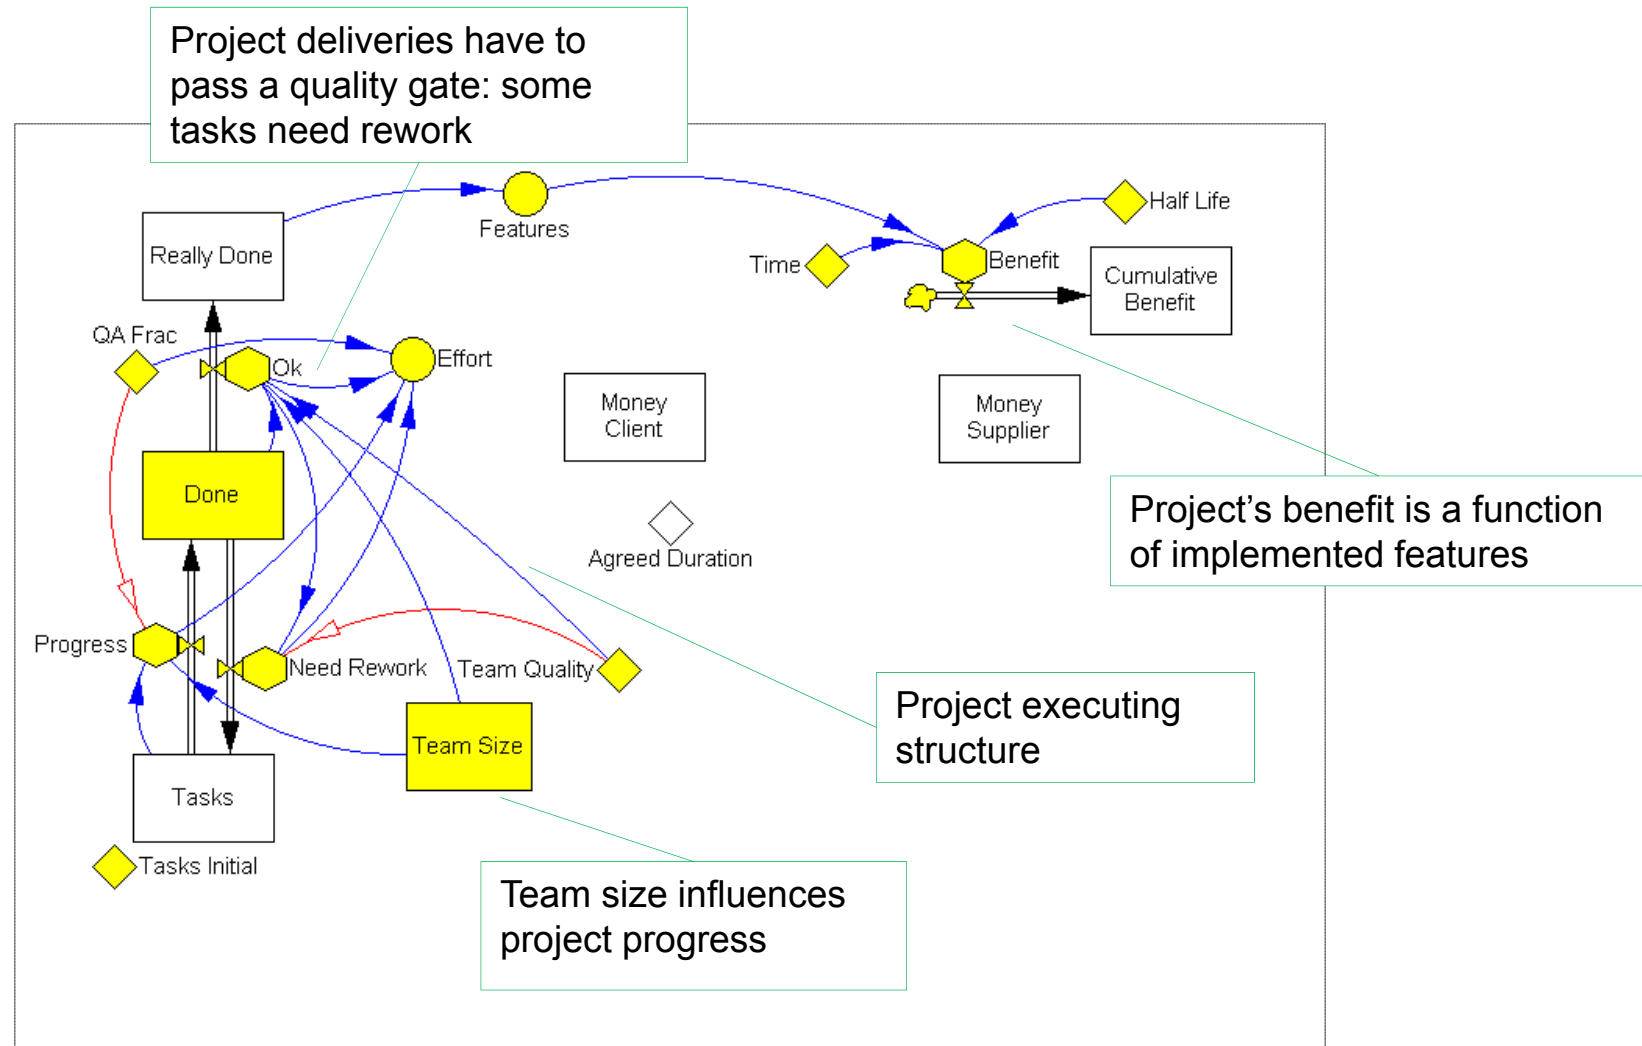 Project deliveries have to
pass a quality gate: some
tasks need rework
Features
Half Life
Really Done
Time
Benefit
Cumulative
Benefit
QA Frac
Ok
Effort
Money
Client
Money
Supplier
Done
Project’s benefit is a function
of implemented features
Agreed Duration
Progress
Need Rework
Team Quality
Project executing
structure
Team Size
Tasks
Tasks Initial
Team size influences
project progress